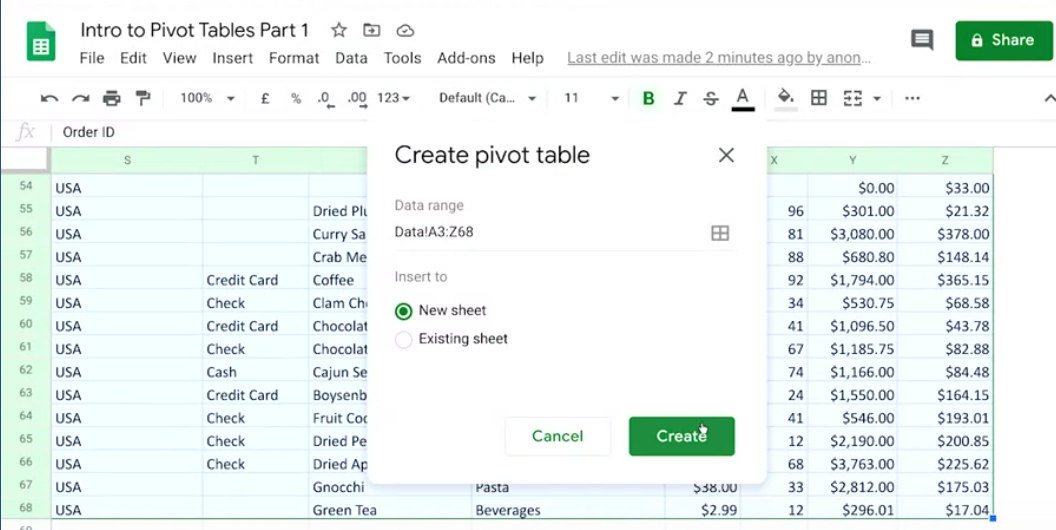 Intro to Pivot Tables Part 1
File Edit View Insert Format Data Tools Add-ons Help Last edit was made 2 minutes ago by anon...
Share
100% £ % .0 .00 123 Default (Ca... 11 B I S A ...
fx Order ID
S T X Y Z
Create pivot table
Data range
Data!A3:Z68
Insert to
New sheet
Existing sheet
Cancel Create
54 USA $0.00 $33.00
55 USA Dried Plu 96 $301.00 $21.32
56 USA Curry Sa 81 $3,080.00 $378.00
57 USA Crab Me 88 $680.80 $148.14
58 USA Credit Card Coffee 92 $1,794.00 $365.15
59 USA Check Clam Ch 34 $530.75 $68.58
60 USA Credit Card Chocolat 41 $1,096.50 $43.78
61 USA Check Chocolat 67 $1,185.75 $82.88
62 USA Cash Cajun Se 74 $1,166.00 $84.48
63 USA Credit Card Boysenb 24 $1,550.00 $164.15
64 USA Check Fruit Coc 41 $546.00 $193.01
65 USA Check Dried Pe 12 $2,190.00 $200.85
66 USA Check Dried Ap 68 $3,763.00 $225.62
67 USA Gnocchi Pasta $38.00 33 $2,812.00 $175.03
68 USA Green Tea Beverages $2.99 12 $296.01 $17.04